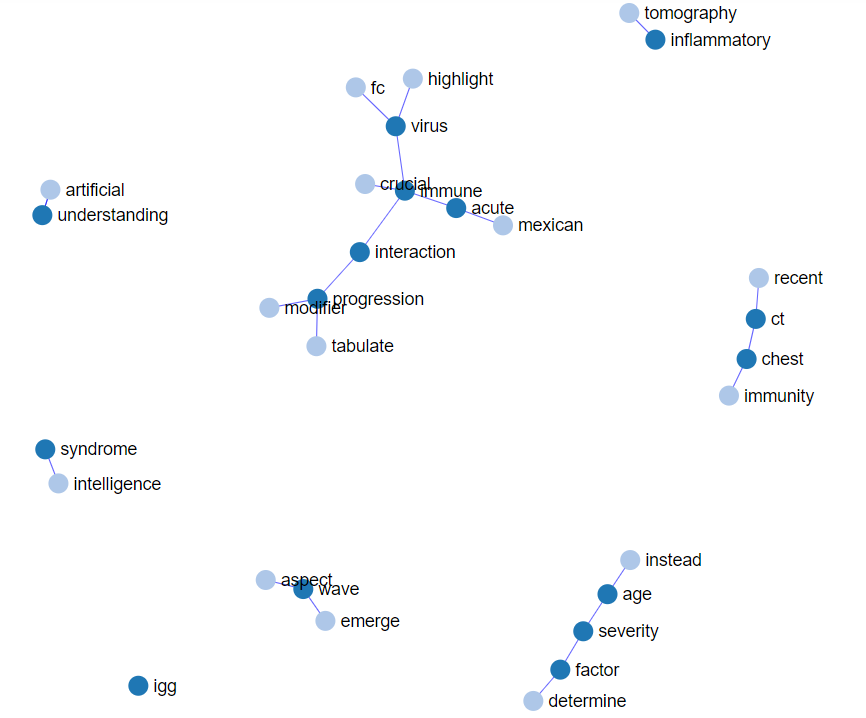 tomography
inflammatory
highlight
fc
virus
crucial
immune
artificial
acute
understanding
mexican
interaction
recent
progression
modifier
ct
tabulate
chest
immunity
syndrome
intelligence
instead
aspect
wave
age
emerge
severity
factor
igg
determine